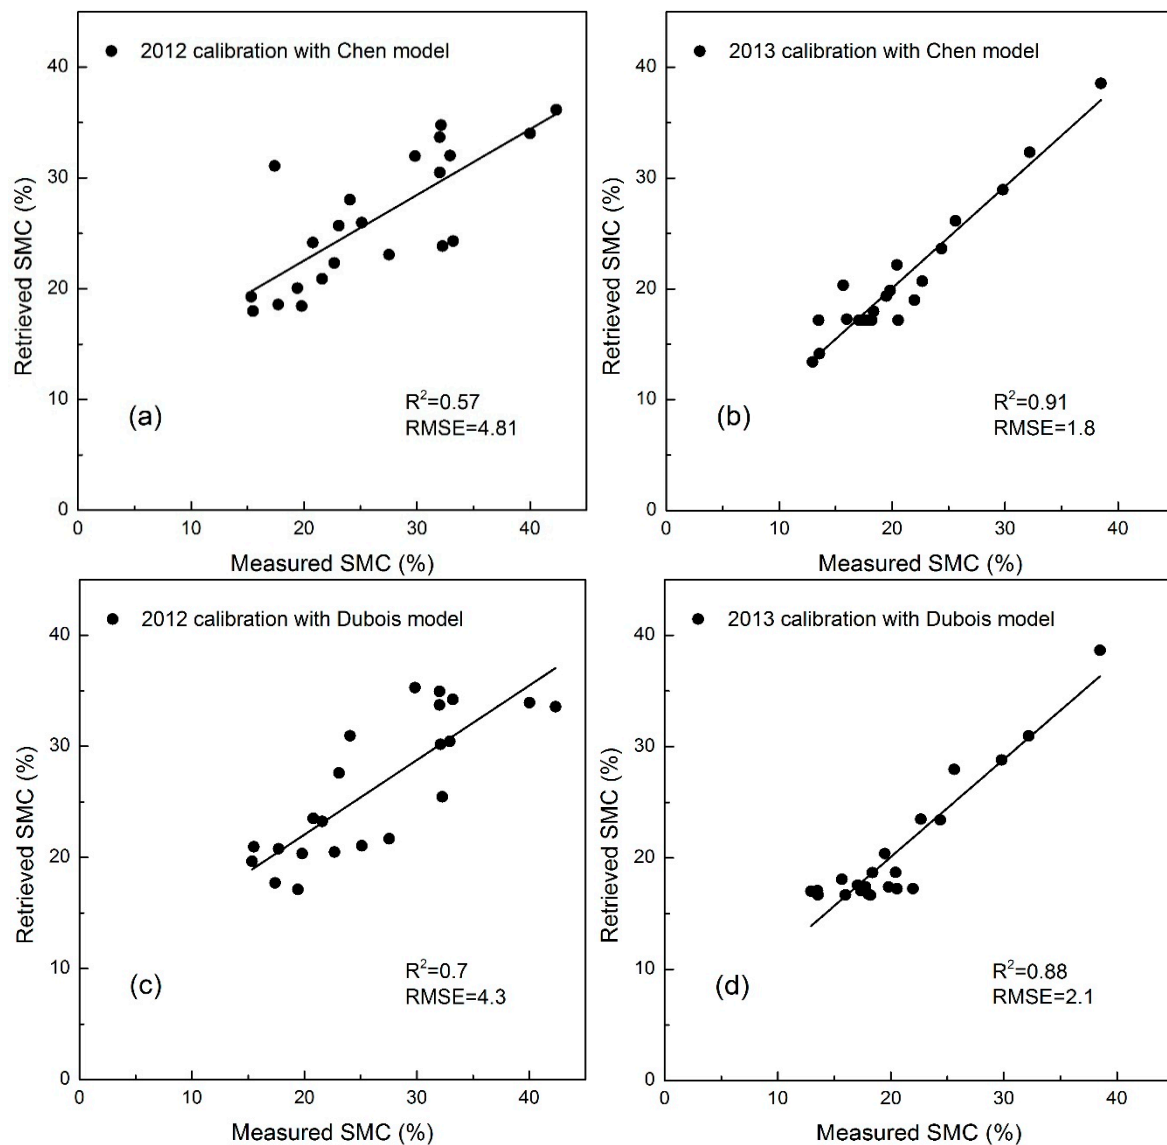 2012 calibration with Chen model
Retrieved SMC (%)
40
30
20
10
0
(a)
R²=0.57
RMSE=4.81
0 10 20 30 40
Measured SMC (%)
2013 calibration with Chen model
Retrieved SMC (%)
40
30
20
10
0
(b)
R²=0.91
RMSE=1.8
0 10 20 30 40
Measured SMC (%)
2012 calibration with Dubois model
Retrieved SMC (%)
40
30
20
10
0
(c)
R²=0.7
RMSE=4.3
0 10 20 30 40
Measured SMC (%)
2013 calibration with Dubois model
Retrieved SMC (%)
40
30
20
10
0
(d)
R²=0.88
RMSE=2.1
0 10 20 30 40
Measured SMC (%)